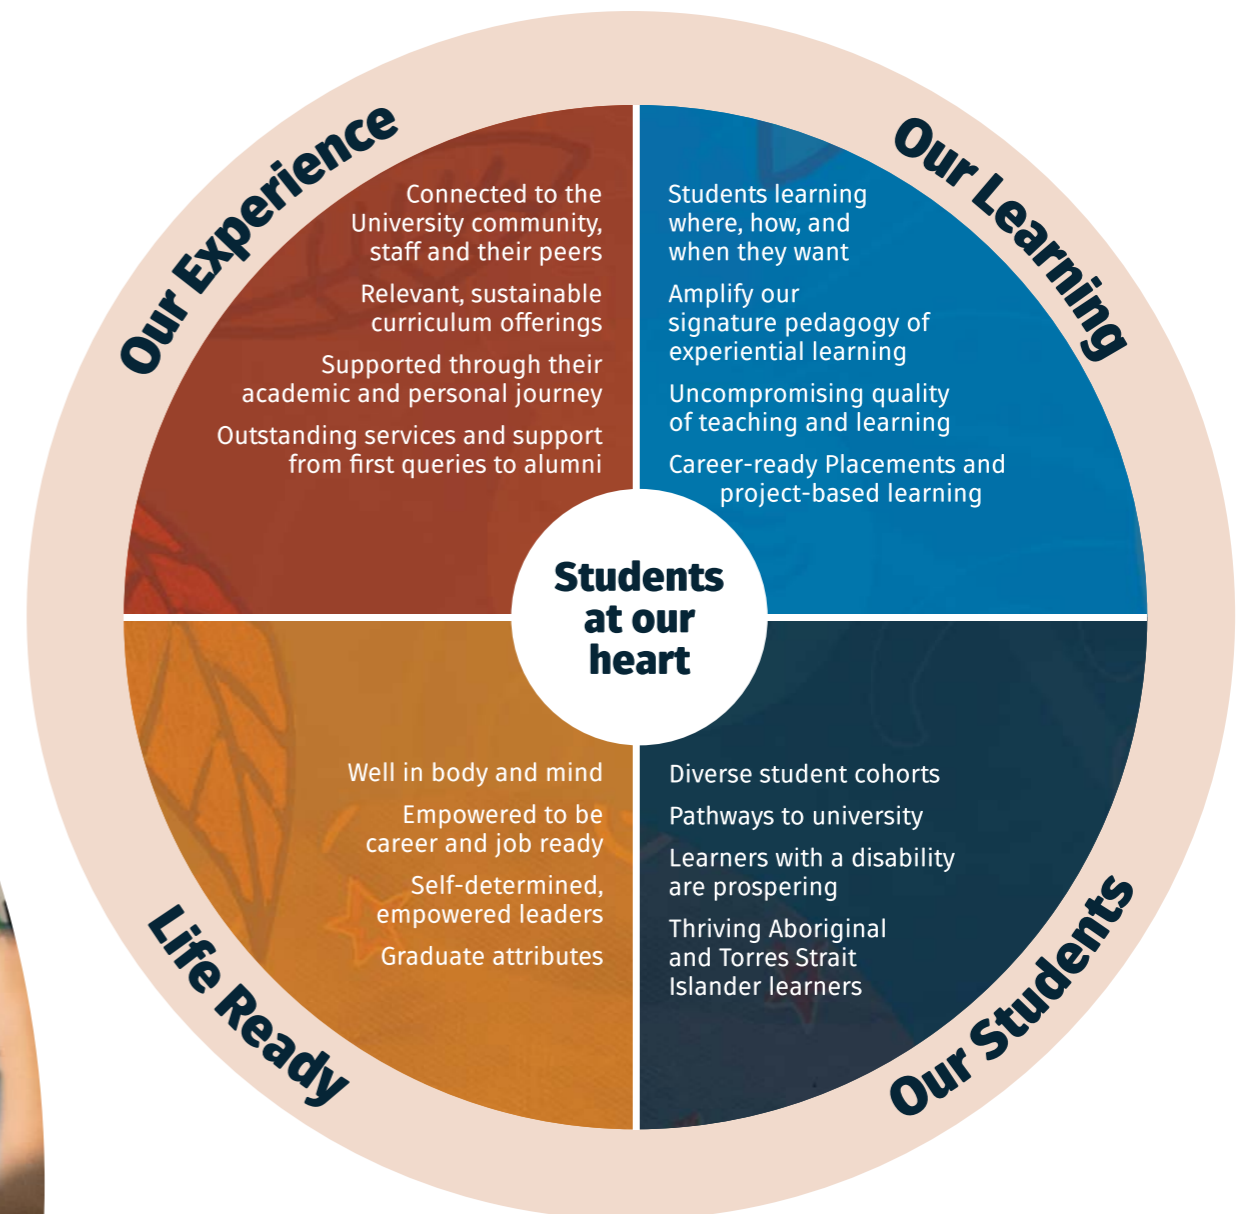 Our Experience
Connected to the
University community,
staff and their peers
Relevant, sustainable
curriculum offerings
Supported through their
academic and personal journey
Outstanding services and support
from first queries to alumni
Our Learning
Students learning
where, how, and
when they want
Amplify our
signature pedagogy of
experiential learning
Uncompromising quality
of teaching and learning
Career-ready Placements and
project-based learning
Students
at our
heart
Life Ready
Well in body and mind
Empowered to be
career and job ready
Self-determined,
empowered leaders
Graduate attributes
Our Students
Diverse student cohorts
Pathways to university
Learners with a disability
are prospering
Thriving Aboriginal
and Torres Strait
Islander learners